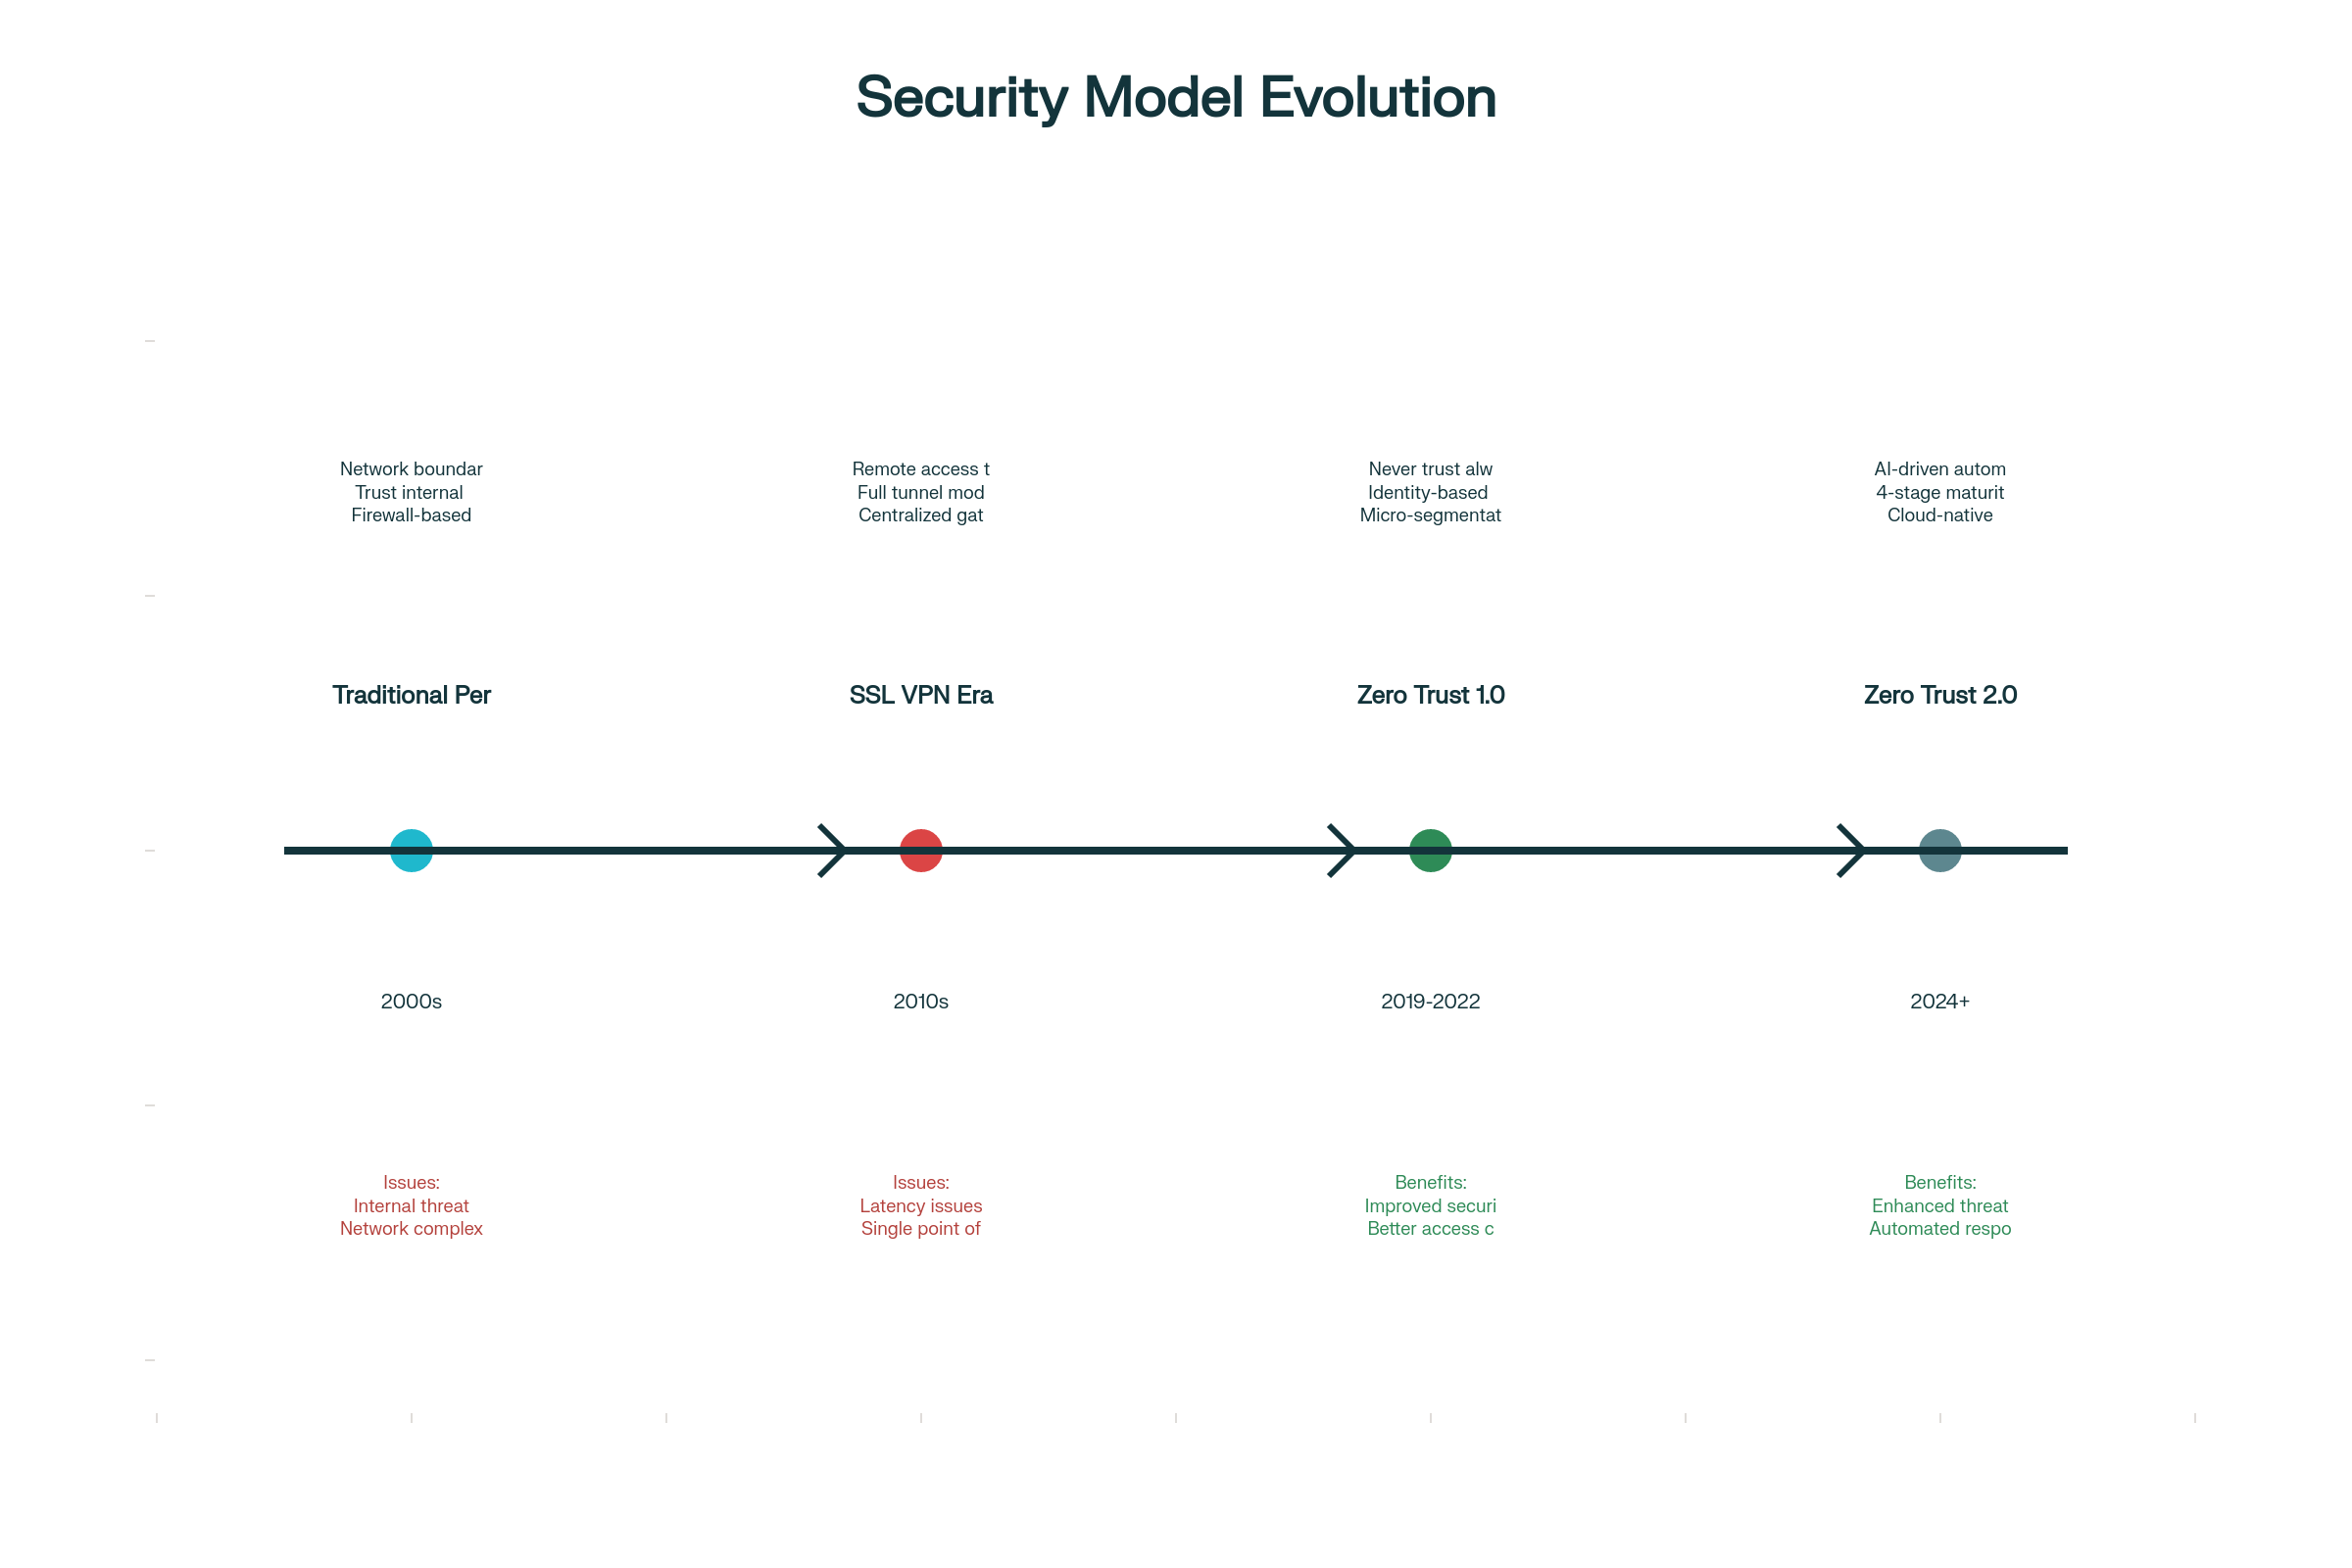 Security Model Evolution
Network boundar
Trust internal
Firewall-based
Remote access t
Full tunnel mod
Centralized gat
Never trust alw
Identity-based
Micro-segmentat
AI-driven autom
4-stage maturit
Cloud-native
Traditional Per
SSL VPN Era
Zero Trust 1.0
Zero Trust 2.0
2000s
2010s
2019-2022
2024+
Issues:
Internal threat
Network complex
Issues:
Latency issues
Single point of
Benefits:
Improved securi
Better access c
Benefits:
Enhanced threat
Automated respo